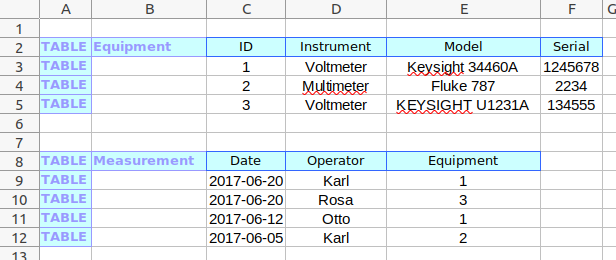 A B C D E F G
1
2 TABLE Equipment ID Instrument Model Serial
3 TABLE 1 Voltmeter Keysight 34460A 1245678
4 TABLE 2 Multimeter Fluke 787 2234
5 TABLE 3 Voltmeter KEYSIGHT U1231A 134555
6
7
8 TABLE Measurement Date Operator Equipment
9 TABLE 2017-06-20 Karl 1
10 TABLE 2017-06-20 Rosa 3
11 TABLE 2017-06-12 Otto 1
12 TABLE 2017-06-05 Karl 2
13